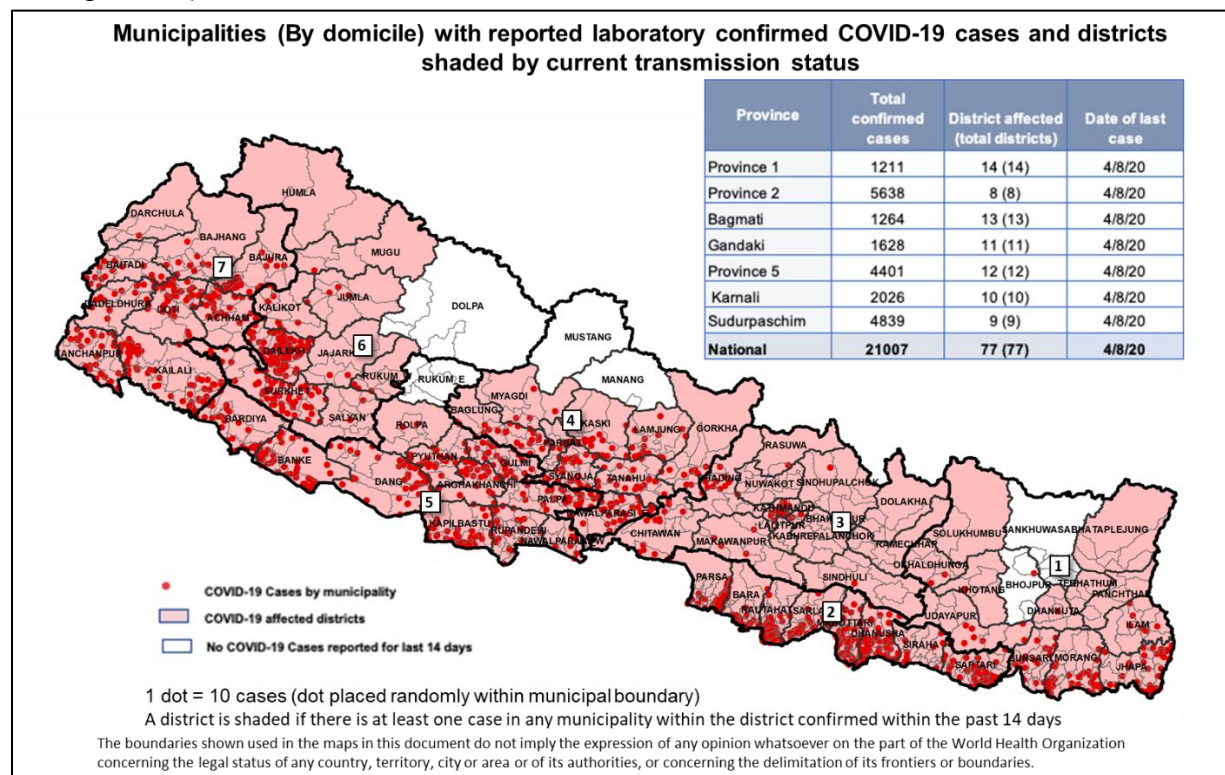 Municipalities (By domicile) with reported laboratory confirmed COVID-19 cases and districts
shaded by current transmission status
Province Total confirmed cases District affected (total districts) Date of last case
Province 1 1211 14 (14) 4/8/20
Province 2 5638 8 (8) 4/8/20
Bagmati 1264 13 (13) 4/8/20
Gandaki 1628 11 (11) 4/8/20
Province 5 4401 12 (12) 4/8/20
Karnali 2026 10 (10) 4/8/20
Sudurpaschim 4839 9 (9) 4/8/20
National 21007 77 (77) 4/8/20
HUMLA
DARCHULA
BAJHANG
MUGU
BAITADI
7
BAJURA
JUMLA
DOLPA
DADELDHURA
DOTI
ACHHAM
KALIKOT
MUSTANG
KANCHANPUR
DAILEKH
JAJARK
6
MANANG
KAILALI
RUKUM
RUKUM E
SURKHET
MYAGDI
SALYAN
BAGLUNG
4
KASKI
LAMJUNG
GORKHA
BARDIYA
ROLPA
PARBAT
RASUWA
BANKE
PYUTHAN
GULMI
SYANGJA
TANAHU
DHADING
NUWAKOT
SINDHUPALCHOK
DANG
ARGHAKHANCHI
DOLAKHA
5
PALPA
KATHMANDU
KAPILBASTU
RUPANDEHI
CHITAWAN
LALITPUR
3
SOLUKHUMBU
SANKHUWASABHA
TAPLEJUNG
MAKAWANPUR
KABHREPALANCHOK
RAMECHHAP
OKHALDHUNGA
1
PARSA
BARA
SINDHULI
KHOTANG
BHOJPUR
TERHATHUM
PANCHTHA
RAUTAHAT
SARLA
2
UDAYAPUR
DHANKUTA
ILAM
DHANUSHA
SIRAHA
SAPTARI
SUNSARI
MORANG
JHAPA
COVID-19 Cases by municipality
COVID-19 affected districts
No COVID-19 Cases reported for last 14 days
1 dot = 10 cases (dot placed randomly within municipal boundary)
A district is shaded if there is at least one case in any municipality within the district confirmed within the past 14 days
The boundaries shown used in the maps in this document do not imply the expression of any opinion whatsoever on the part of the World Health Organization
concerning the legal status of any country, territory, city or area or of its authorities, or concerning the delimitation of its frontiers or boundaries.